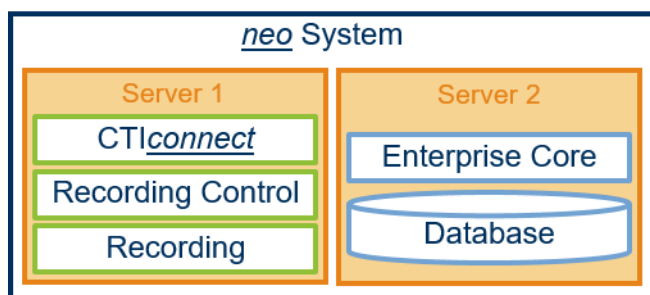 neo System
Server 1
CTIconnect
Recording Control
Recording
Server 2
Enterprise Core
Database